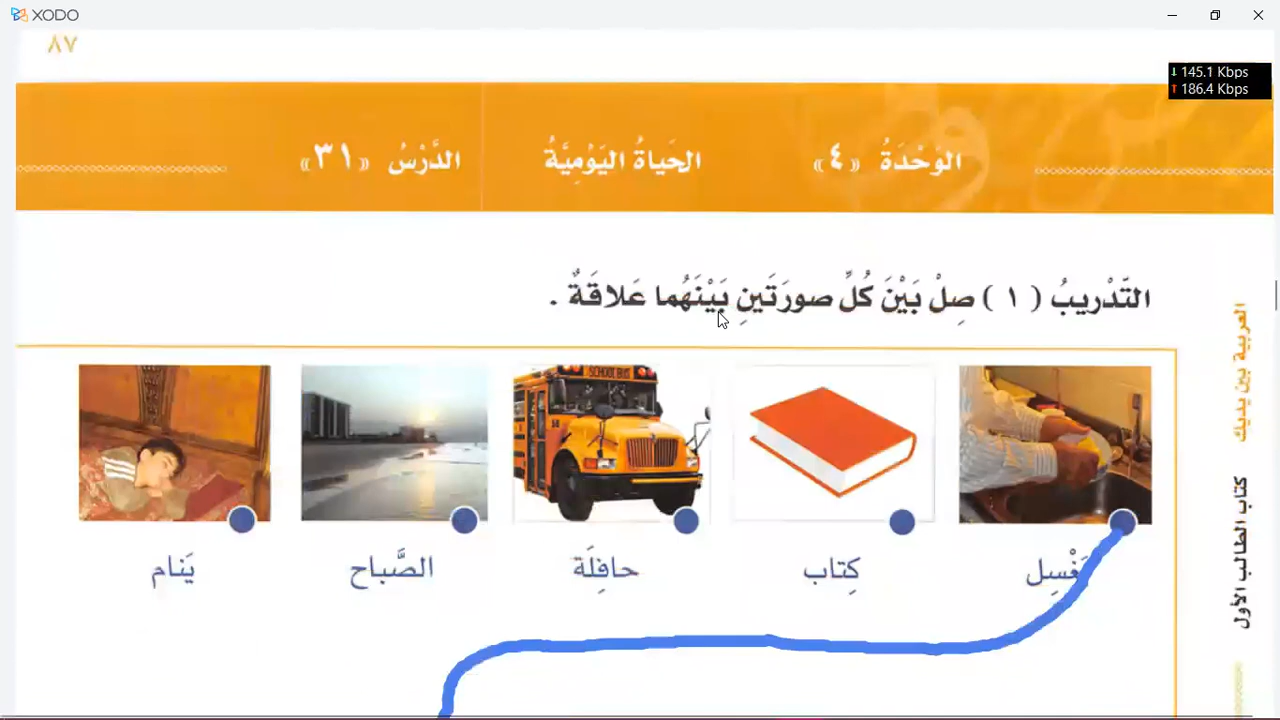 XODO
٨٧
↓ 145.1 Kbps
↑ 186.4 Kbps
الوَحْدَةُ «٤» الحَياةُ اليَوْمِيَّةُ الدَّرْسُ «٣١»
التَّدْريبُ ( ١ ) صِلْ بَيْنَ كُلِّ صورَتَينِ بَيْنَهُما عَلاقَةٌ .
SCHOOL BUS
يَغْسِل كِتاب حافِلَة الصَّباح يَنام
العربية بين يديك
كتاب الطالب الأول